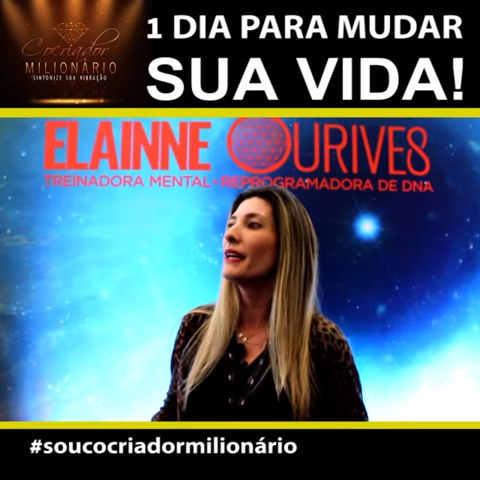 Cocriador
MILIONÁRIO
SINTONIZE SUA VIBRAÇÃO
1 DIA PARA MUDAR
SUA VIDA!
ELAINNE OURIVES
TREINADORA MENTAL • REPROGRAMADORA DE DNA
#soucocriadormilionário